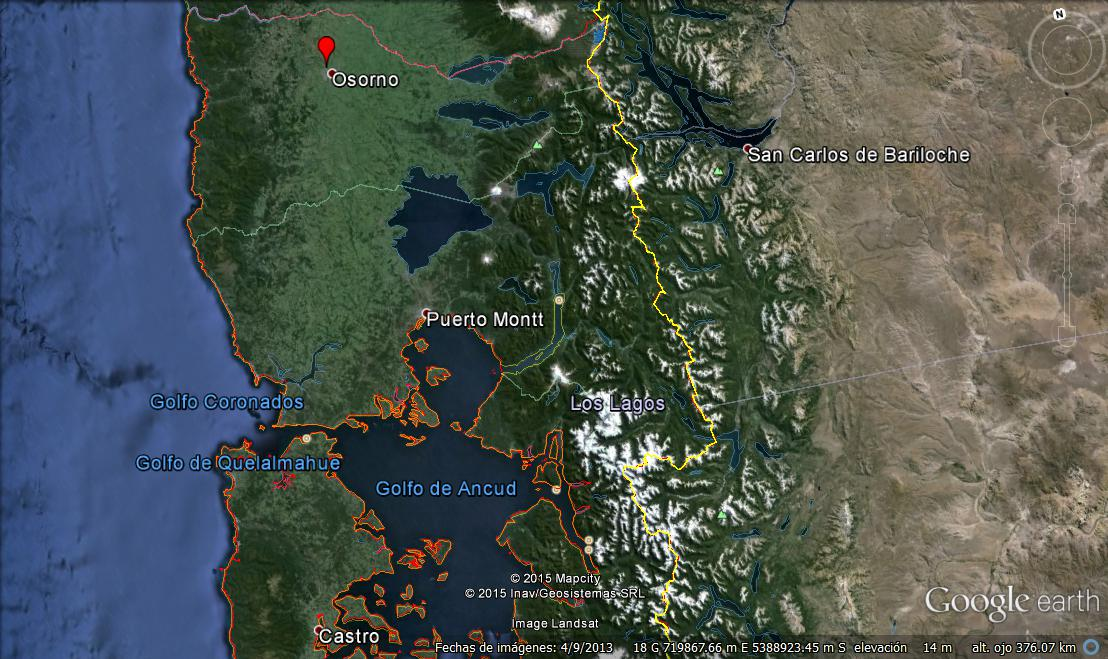 N
Osorno
San Carlos de Bariloche
Puerto Montt
Golfo Coronados
Los Lagos
Golfo de Quelalmahue
Golfo de Ancud
© 2015 Mapcity
© 2015 Inav/Geosistemas SRL
Image Landsat
Google earth
Castro
Fechas de imágenes: 4/9/2013 18 G 719867.66 m E 5388923.45 m S elevación 14 m alt. ojo 376.07 km